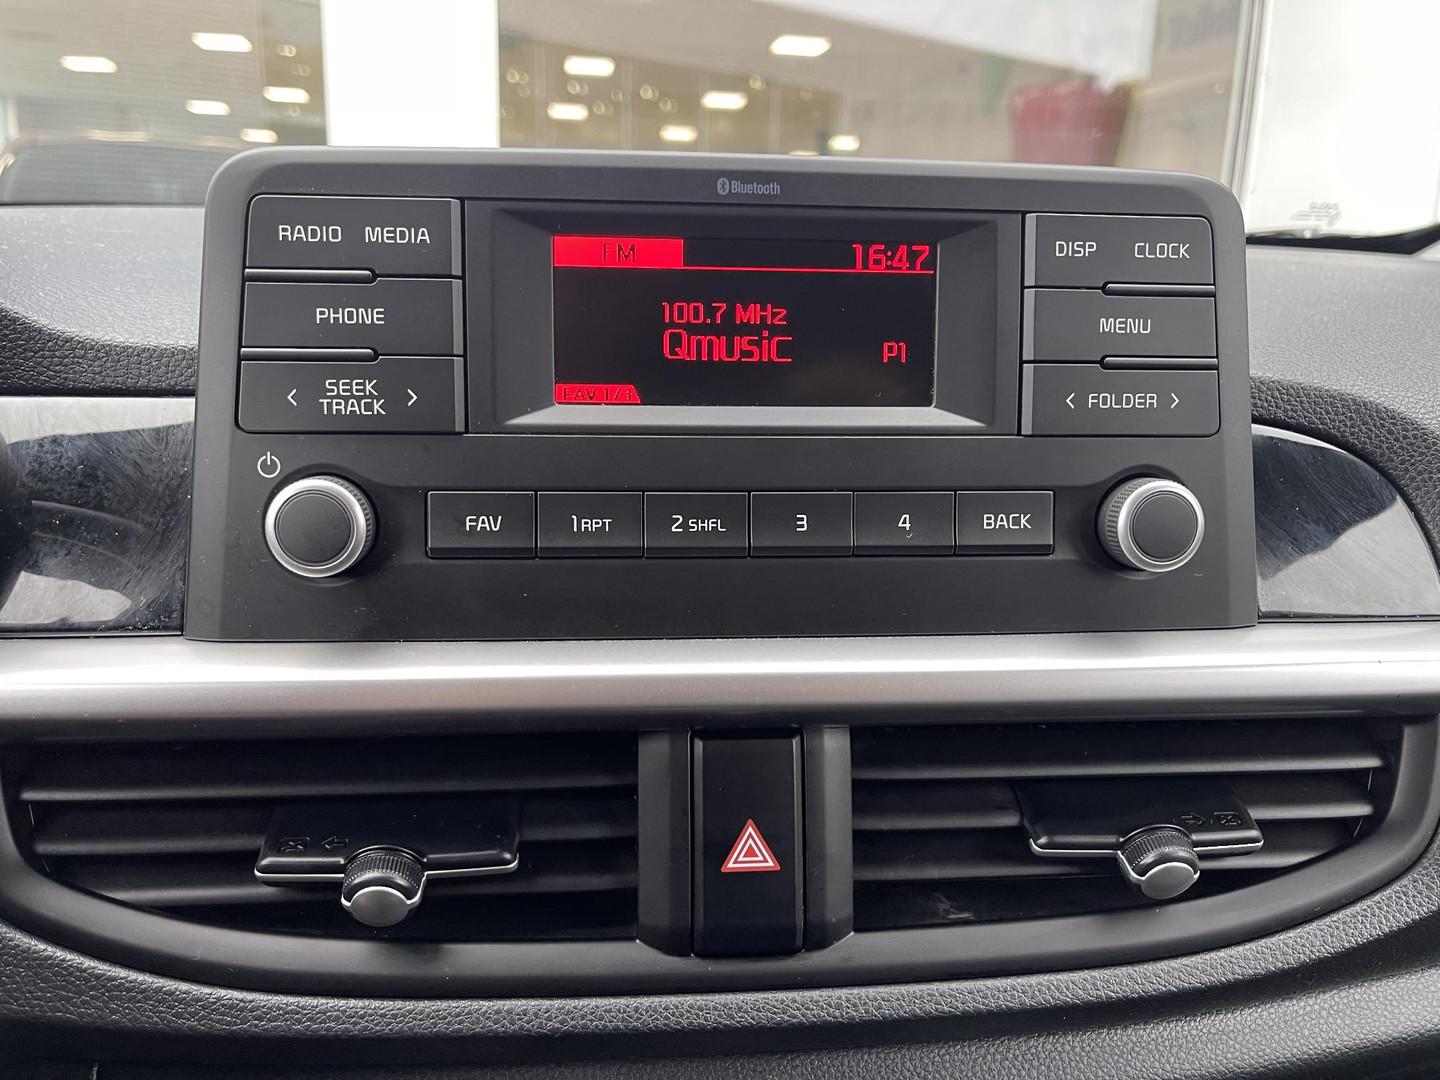 Bluetooth
RADIO MEDIA
FM 16:47
DISP CLOCK
PHONE
100.7 MHz
Qmusic P1
MENU
< SEEK TRACK >
FAV 1/3
< FOLDER >
FAV
1 RPT
2 SHFL
3
4
BACK